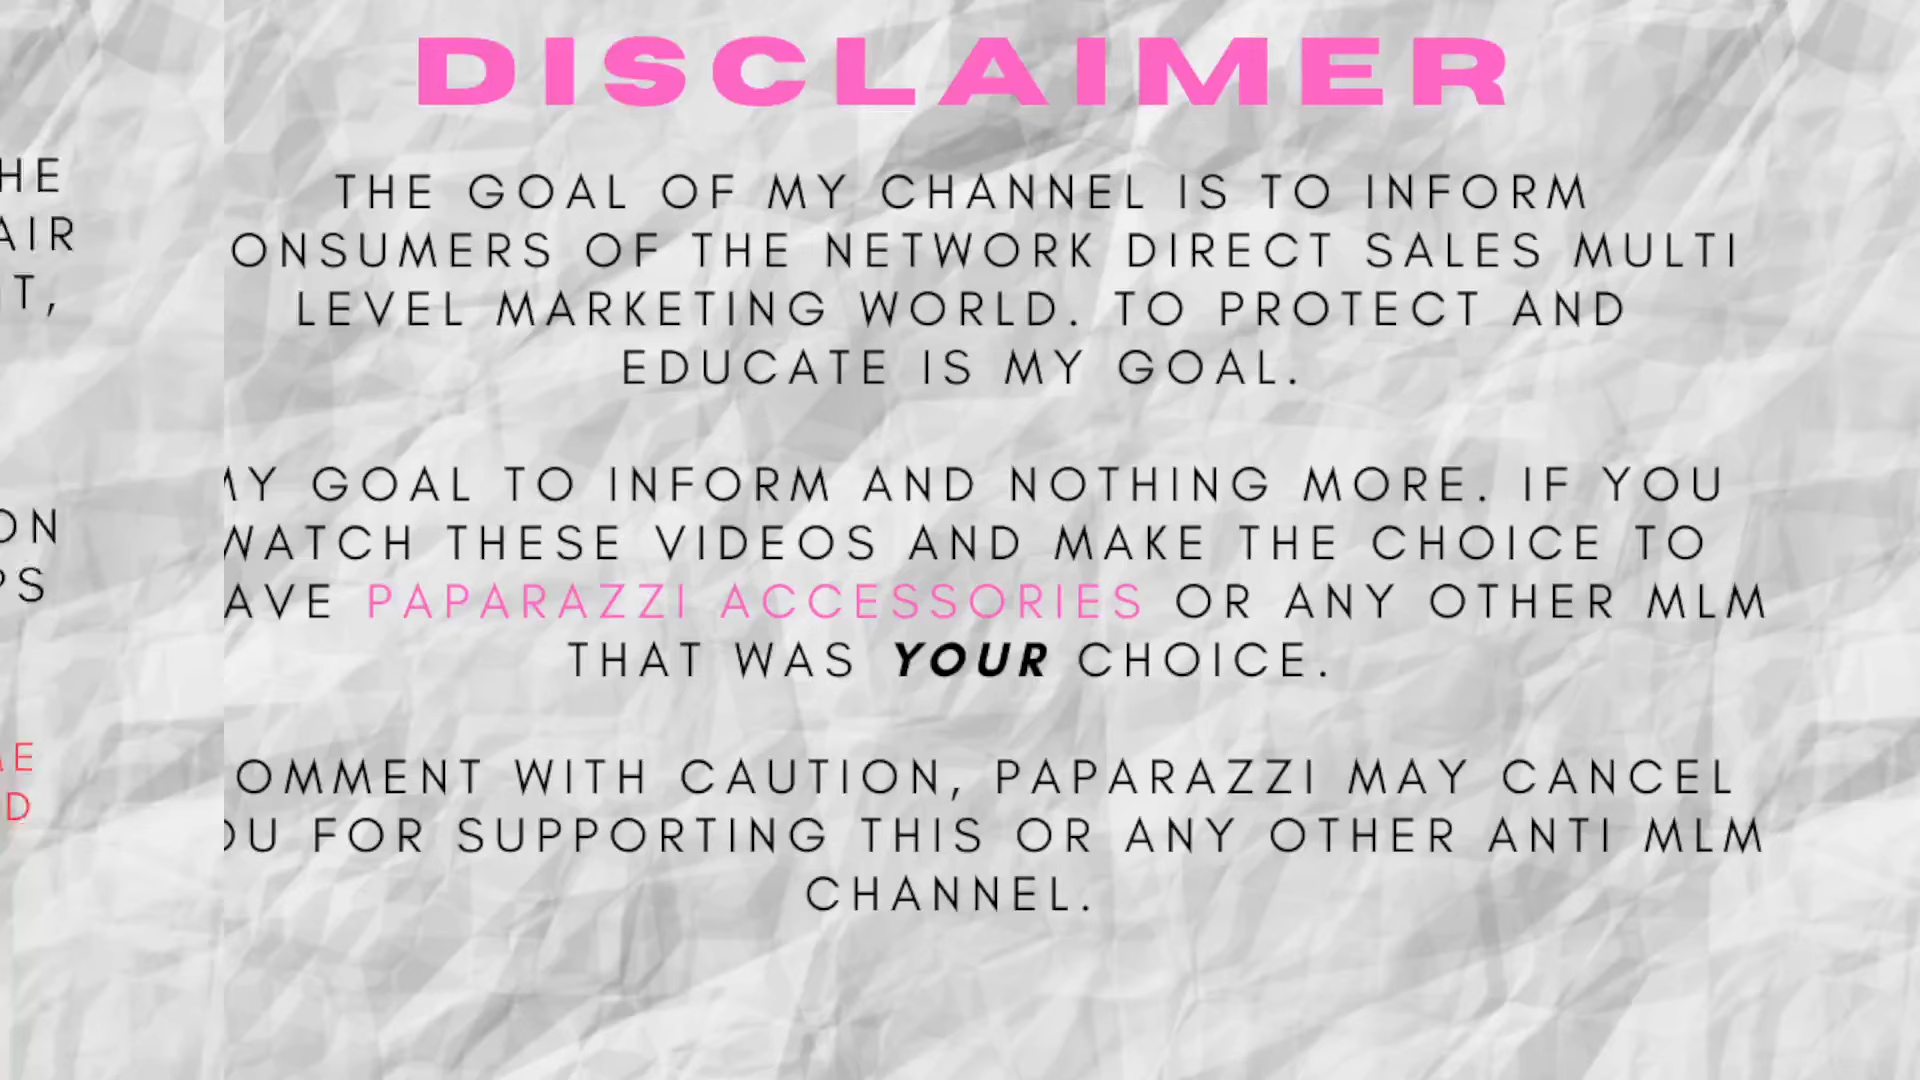 DISCLAIMER
THE GOAL OF MY CHANNEL IS TO INFORM
ONSUMERS OF THE NETWORK DIRECT SALES MULTI
LEVEL MARKETING WORLD. TO PROTECT AND
EDUCATE IS MY GOAL.
MY GOAL TO INFORM AND NOTHING MORE. IF YOU
WATCH THESE VIDEOS AND MAKE THE CHOICE TO
AVE PAPARAZZI ACCESSORIES OR ANY OTHER MLM
THAT WAS YOUR CHOICE.
OMMENT WITH CAUTION, PAPARAZZI MAY CANCEL
OU FOR SUPPORTING THIS OR ANY OTHER ANTI MLM
CHANNEL.